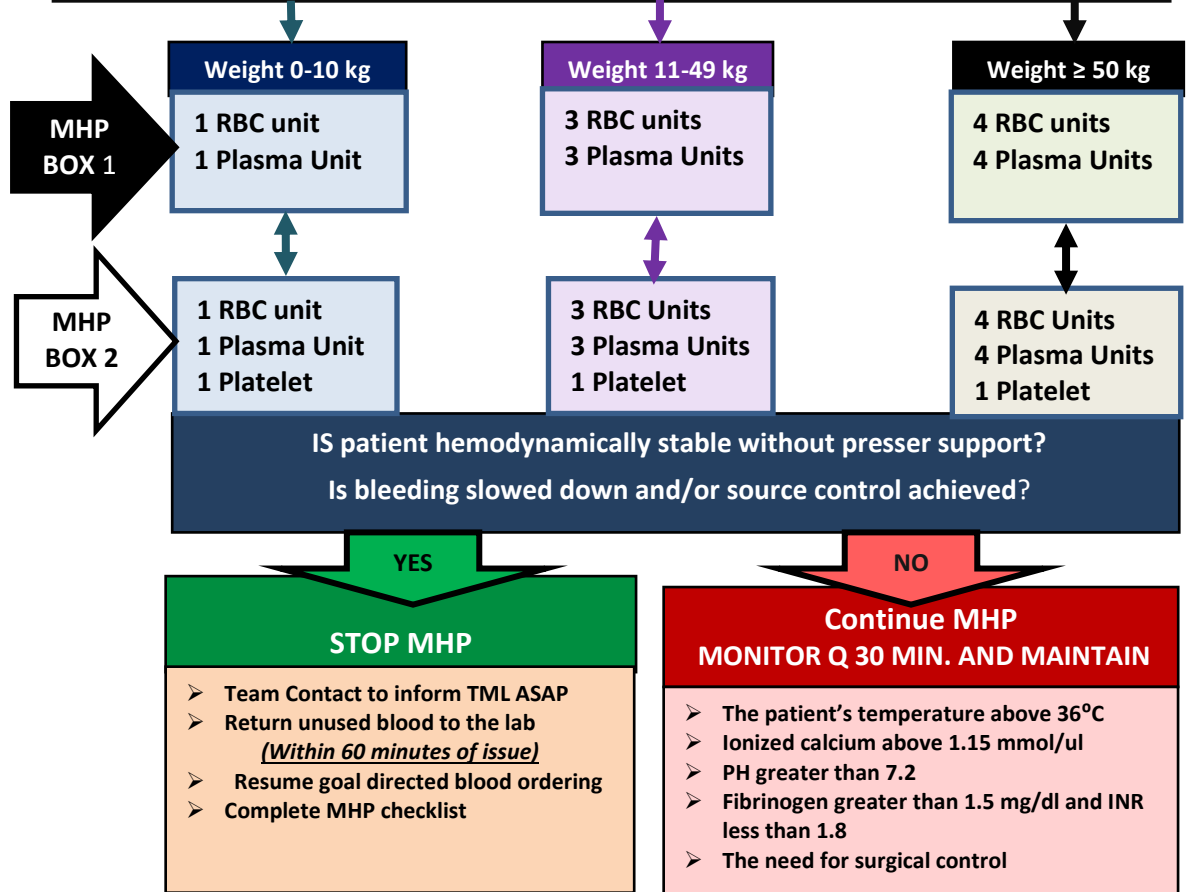 Weight 0-10 kg
Weight 11-49 kg
Weight ≥ 50 kg
MHP
BOX 1
1 RBC unit
1 Plasma Unit
3 RBC units
3 Plasma Units
4 RBC units
4 Plasma Units
MHP
BOX 2
1 RBC unit
1 Plasma Unit
1 Platelet
3 RBC Units
3 Plasma Units
1 Platelet
4 RBC Units
4 Plasma Units
1 Platelet
IS patient hemodynamically stable without presser support?
Is bleeding slowed down and/or source control achieved?
YES
NO
STOP MHP
➢ Team Contact to inform TML ASAP
➢ Return unused blood to the lab
(Within 60 minutes of issue)
➢ Resume goal directed blood ordering
➢ Complete MHP checklist
Continue MHP
MONITOR Q 30 MIN. AND MAINTAIN
➢ The patient’s temperature above 36⁰C
➢ Ionized calcium above 1.15 mmol/ul
➢ PH greater than 7.2
➢ Fibrinogen greater than 1.5 mg/dl and INR
less than 1.8
➢ The need for surgical control